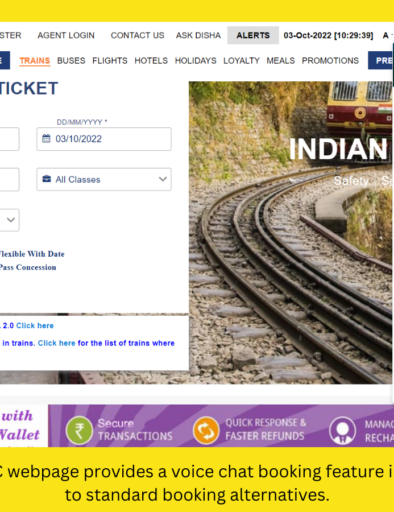 STER AGENT LOGIN CONTACT US ASK DISHA ALERTS 03-Oct-2022 [10:29:39] A
E TRAINS BUSES FLIGHTS HOTELS HOLIDAYS LOYALTY MEALS PROMOTIONS PRE
TICKET
DD/MM/YYYY *
03/10/2022
INDIAN
All Classes
Safety
Flexible With Date
Pass Concession
2.0 Click here
in trains. Click here for the list of trains where
with
Wallet
Secure
TRANSACTIONS
QUICK RESPONSE &
FASTER REFUNDS
MANAG
RECHA
C webpage provides a voice chat booking feature i
to standard booking alternatives.